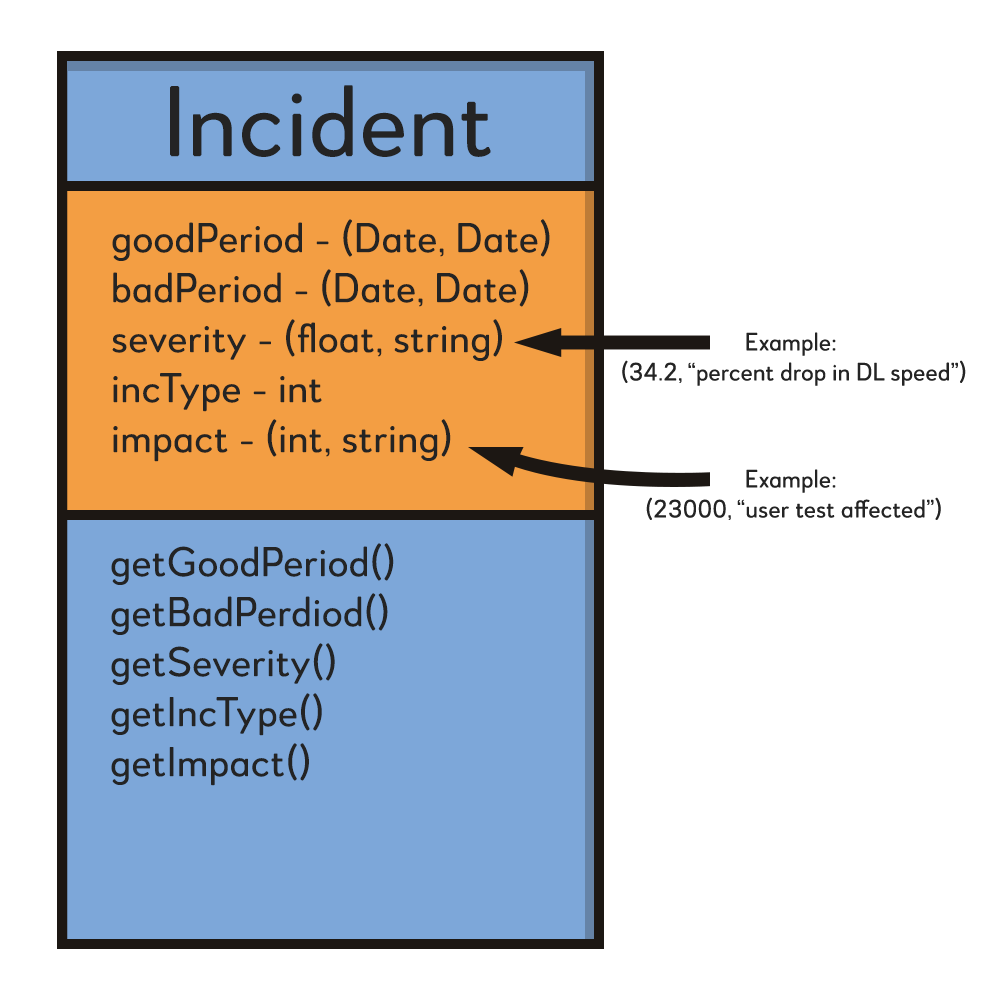 Incident
goodPeriod - (Date, Date)
badPeriod - (Date, Date)
severity - (float, string)
incType - int
impact - (int, string)
Example:
(34.2, “percent drop in DL speed”)
Example:
(23000, “user test affected”)
getGoodPeriod()
getBadPerdiod()
getSeverity()
getIncType()
getImpact()